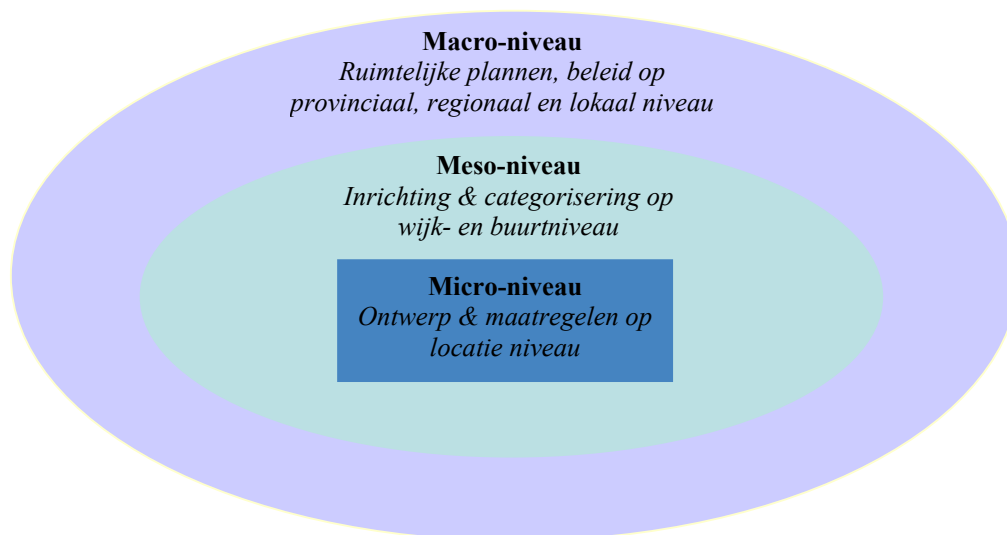 Macro-niveau
Ruimtelijke plannen, beleid op
provinciaal, regionaal en lokaal niveau
Meso-niveau
Inrichting & categorisering op
wijk- en buurtniveau
Micro-niveau
Ontwerp & maatregelen op
locatie niveau